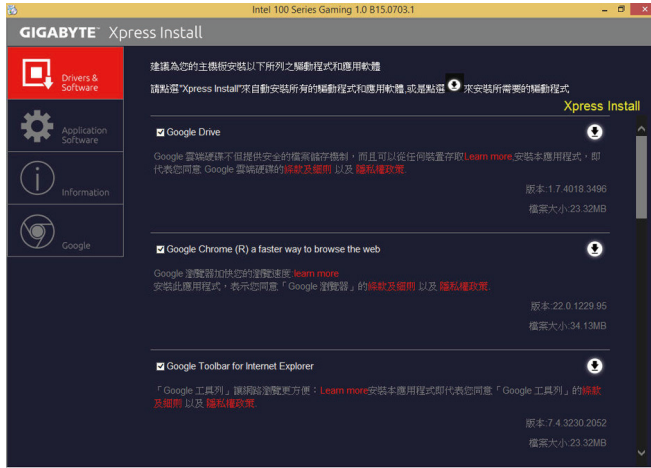 Intel 100 Series Gaming 1.0 B15.0703.1
GIGABYTE™ Xpress Install
Drivers &
Software
Application
Software
Information
Google
建議為您的主機板安裝以下所列之驅動程式和應用軟體
請點選"Xpress Install"來自動安裝所有的驅動程式和應用軟體,或是點選 來安裝所需要的驅動程式
Xpress Install
Google Drive
Google 雲端硬碟不但提供安全的檔案儲存機制，而且可以從任何裝置存取Learn more,安裝本應用程式，即
代表您同意 Google 雲端硬碟的條款及細則 以及 隱私權政策.
版本:1.7.4018.3496
檔案大小:23.32MB
Google Chrome (R) a faster way to browse the web
Google 瀏覽器加快您的瀏覽速度 learn more
安裝此應用程式，表示您同意「Google 瀏覽器」的條款及細則 以及 隱私權政策.
版本:22.0.1229.95
檔案大小:34.13MB
Google Toolbar for Internet Explorer
「Google 工具列」讓網路瀏覽更方便：Learn more安裝本應用程式即代表您同意「Google 工具列」的條款
及細則 以及 隱私權政策.
版本:7.4.3230.2052
檔案大小:23.32MB